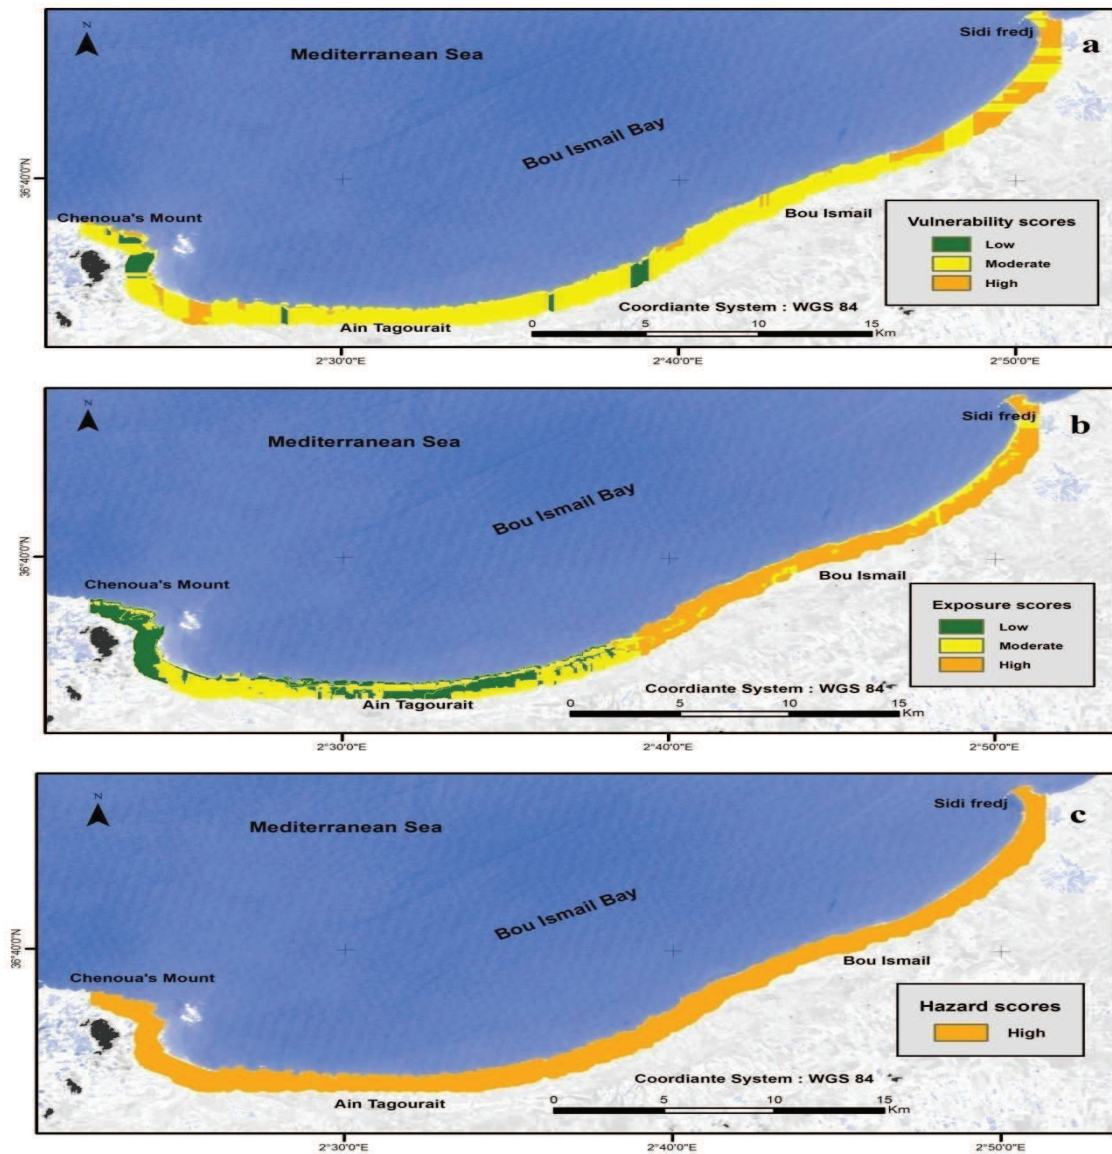 N
Mediterranean Sea
Sidi fredj
a
Bou Ismail Bay
36°40'0"N
Chenoua's Mount
Bou Ismail
Vulnerability scores
Low
Moderate
High
Coordiante System : WGS 84
Ain Tagourait
0 5 10 15
Km
2°30'0"E 2°40'0"E 2°50'0"E
N
Mediterranean Sea
Sidi fredj
b
Bou Ismail Bay
36°40'0"N
Chenoua's Mount
Bou Ismail
Exposure scores
Low
Moderate
High
Coordiante System : WGS 84
Ain Tagourait
0 5 10 15
Km
2°30'0"E 2°40'0"E 2°50'0"E
N
Mediterranean Sea
Sidi fredj
c
Bou Ismail Bay
36°40'0"N
Chenoua's Mount
Bou Ismail
Hazard scores
High
Coordiante System : WGS 84
Ain Tagourait
0 5 10 15
Km
2°30'0"E 2°40'0"E 2°50'0"E